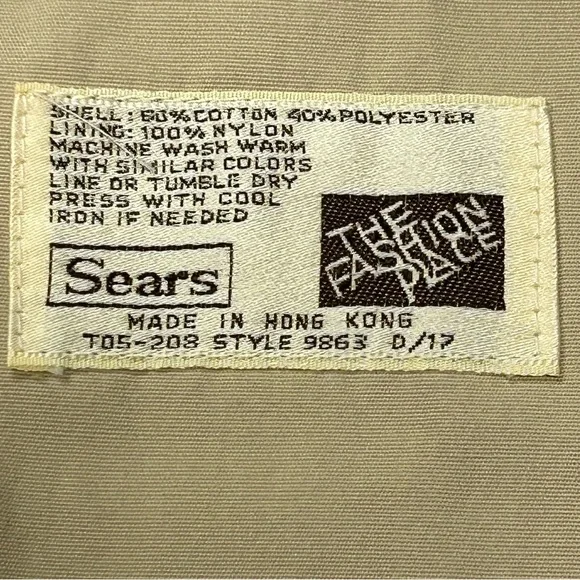 SHELL: 60% COTTON 40% POLYESTER
LINING: 100% NYLON
MACHINE WASH WARM
WITH SIMILAR COLORS
LINE OR TUMBLE DRY
PRESS WITH COOL
IRON IF NEEDED
THE
FASHION
PLACE
Sears
MADE IN HONG KONG
T05-208 STYLE 9863 D/17